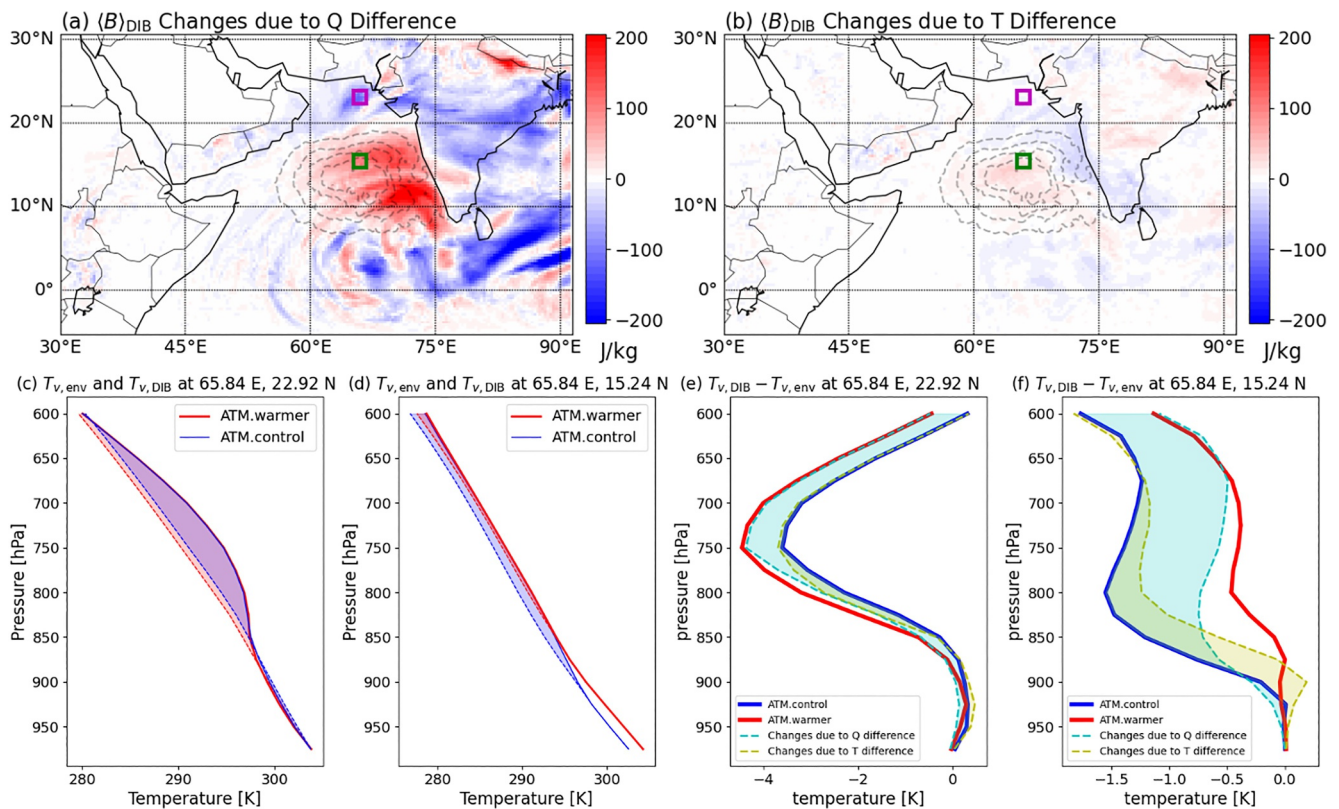 (a) ⟨B⟩DIB Changes due to Q Difference
(b) ⟨B⟩DIB Changes due to T Difference
30°N
20°N
10°N
0°
30°E
45°E
60°E
75°E
90°E
200
100
0
−100
−200
J/kg
30°N
20°N
10°N
0°
30°E
45°E
60°E
75°E
90°E
200
100
0
−100
−200
J/kg
(c) Tv,env and Tv,DIB at 65.84 E, 22.92 N
ATM.warmer
ATM.control
600
650
700
750
800
850
900
950
Pressure [hPa]
280
290
300
Temperature [K]
(d) Tv,env and Tv,DIB at 65.84 E, 15.24 N
ATM.warmer
ATM.control
600
650
700
750
800
850
900
950
Pressure [hPa]
280
290
300
Temperature [K]
(e) Tv,DIB − Tv,env at 65.84 E, 22.92 N
600
650
700
750
800
850
900
950
pressure [hPa]
ATM.control
ATM.warmer
Changes due to Q difference
Changes due to T difference
−4
−2
0
temperature [K]
(f) Tv,DIB − Tv,env at 65.84 E, 15.24 N
600
650
700
750
800
850
900
950
pressure [hPa]
ATM.control
ATM.warmer
Changes due to Q difference
Changes due to T difference
−1.5
−1.0
−0.5
0.0
temperature [K]